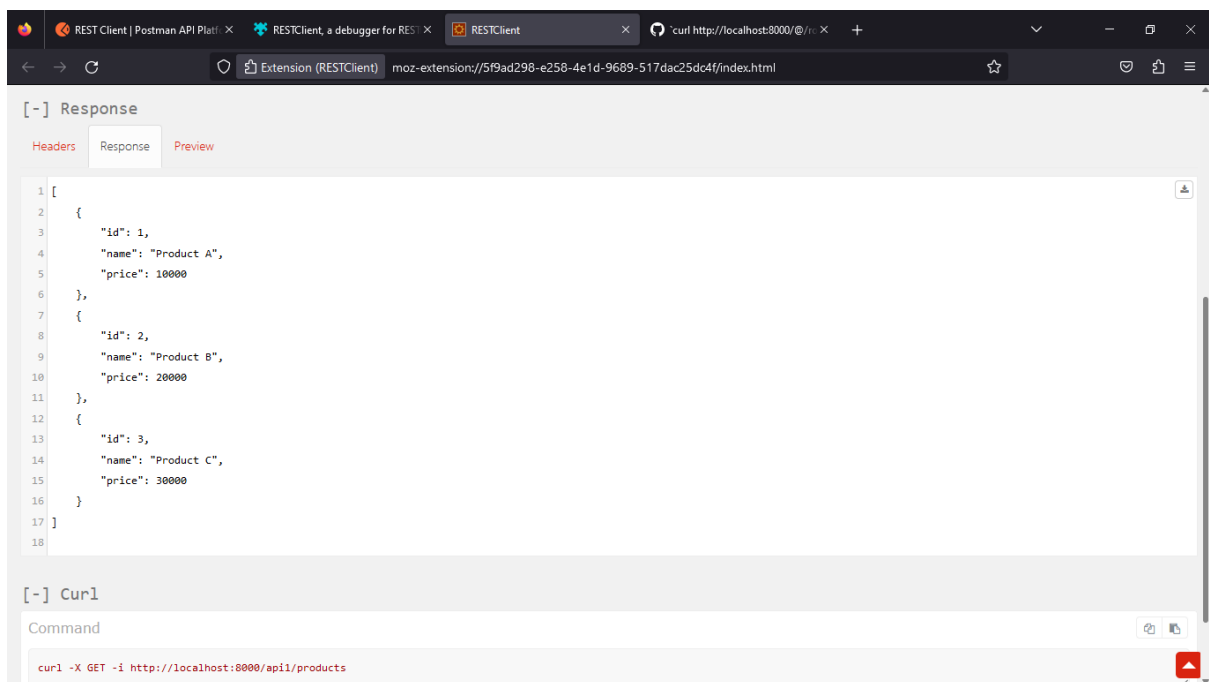 REST Client | Postman API Platfo
RESTClient, a debugger for REST
RESTClient
`curl http://localhost:8000/@/ro
Extension (RESTClient)
moz-extension://5f9ad298-e258-4e1d-9689-517dac25dc4f/index.html
[-] Response
Headers
Response
Preview
1 [
2 {
3 "id": 1,
4 "name": "Product A",
5 "price": 10000
6 },
7 {
8 "id": 2,
9 "name": "Product B",
10 "price": 20000
11 },
12 {
13 "id": 3,
14 "name": "Product C",
15 "price": 30000
16 }
17 ]
18
[-] Curl
Command
curl -X GET -i http://localhost:8000/api1/products